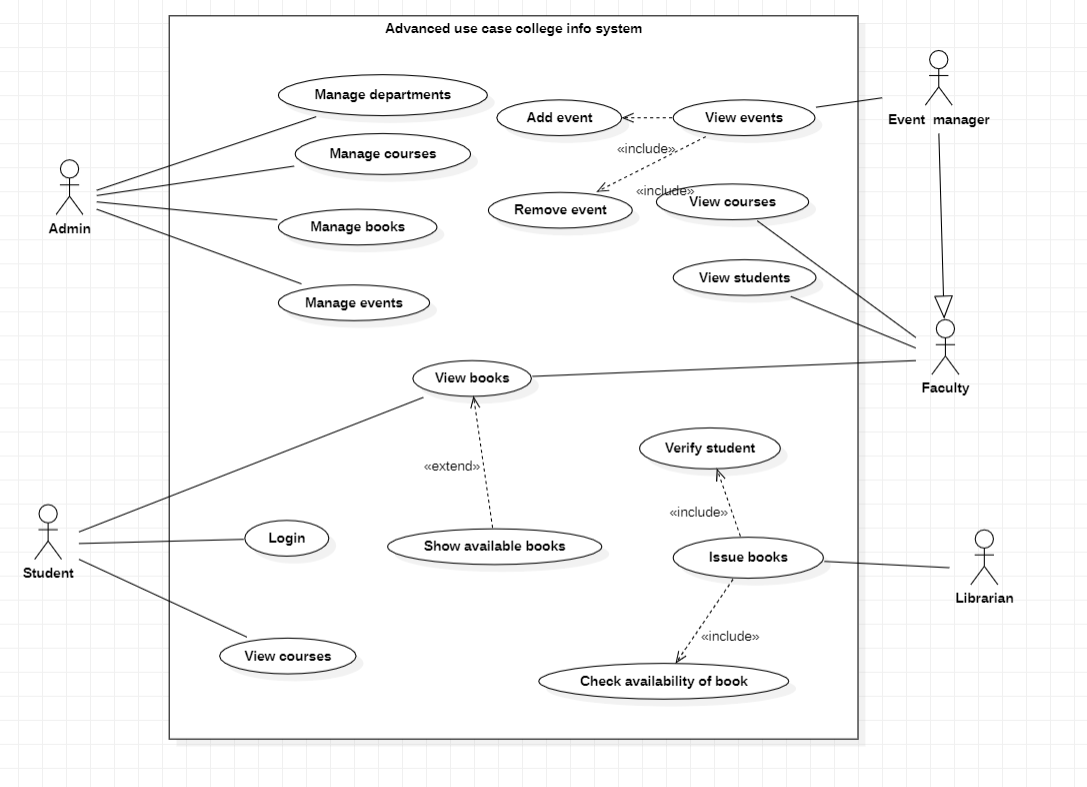 Advanced use case college info system
Manage departments
Add event
View events
Event  manager
«include»
Manage courses
Admin
«include»
View courses
Remove event
Manage books
View students
Manage events
View books
Faculty
Verify student
«extend»
«include»
Login
Show available books
Issue books
Student
Librarian
«include»
View courses
Check availability of book